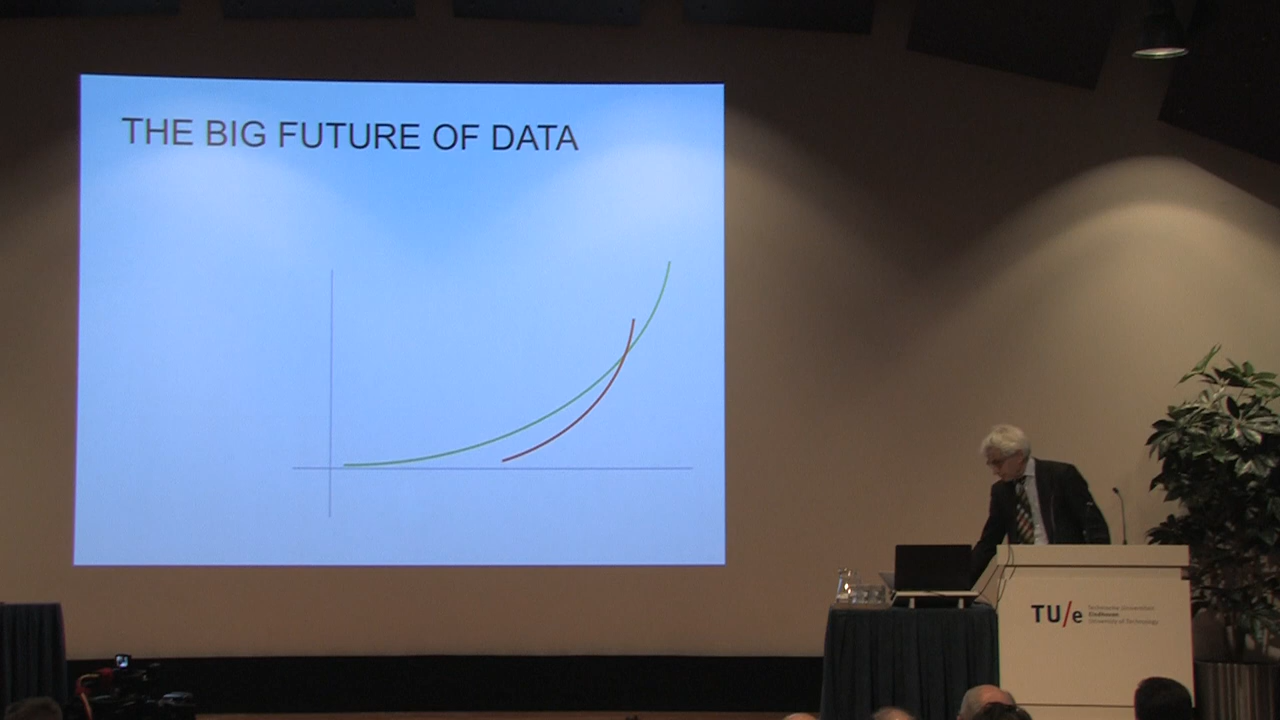 THE BIG FUTURE OF DATA
TU/e
Technische Universiteit
Eindhoven
University of Technology